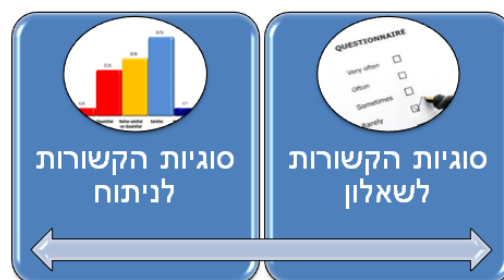 סוגיות הקשורות
לשאלון
QUESTIONNAIRE
Very often
Often
Sometimes
Rarely
סוגיות הקשורות
לניתוח